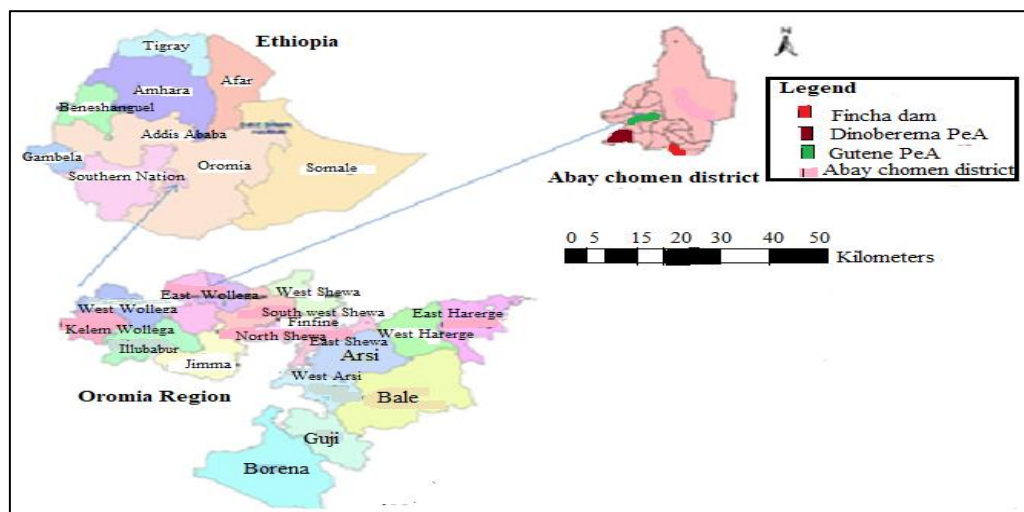 Ethiopia
Tigray
Afar
Amhara
Beneshanguel
Addis Ababa
Gambela
Oromia
Somale
Southern Nation
N
Legend
Fincha dam
Dinoberema PeA
Gutene PeA
Abay chomen district
Abay chomen district
0 5 15 20 30 40 50
Kilometers
East Wollega
West Shewa
West Wollega
South west Shewa
East Harerge
Finfine
Kelem Wollega
North Shewa
West Harerge
East Shewa
Illubabur
Arsi
Jimma
West Arsi
Oromia Region
Bale
Guji
Borena